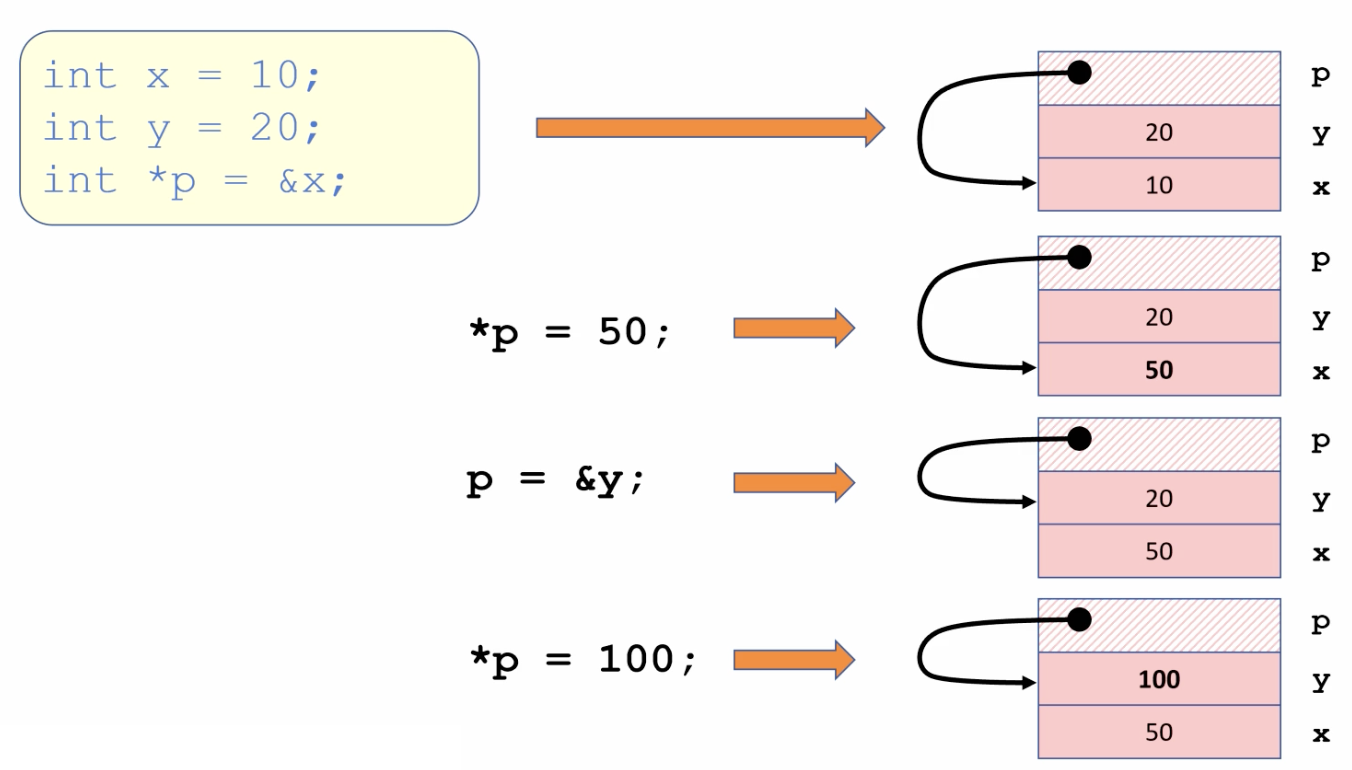 int x = 10;
int y = 20;
int *p = &x;
p
20 y
10 x
*p = 50;
p
20 y
50 x
p = &y;
p
20 y
50 x
*p = 100;
p
100 y
50 x